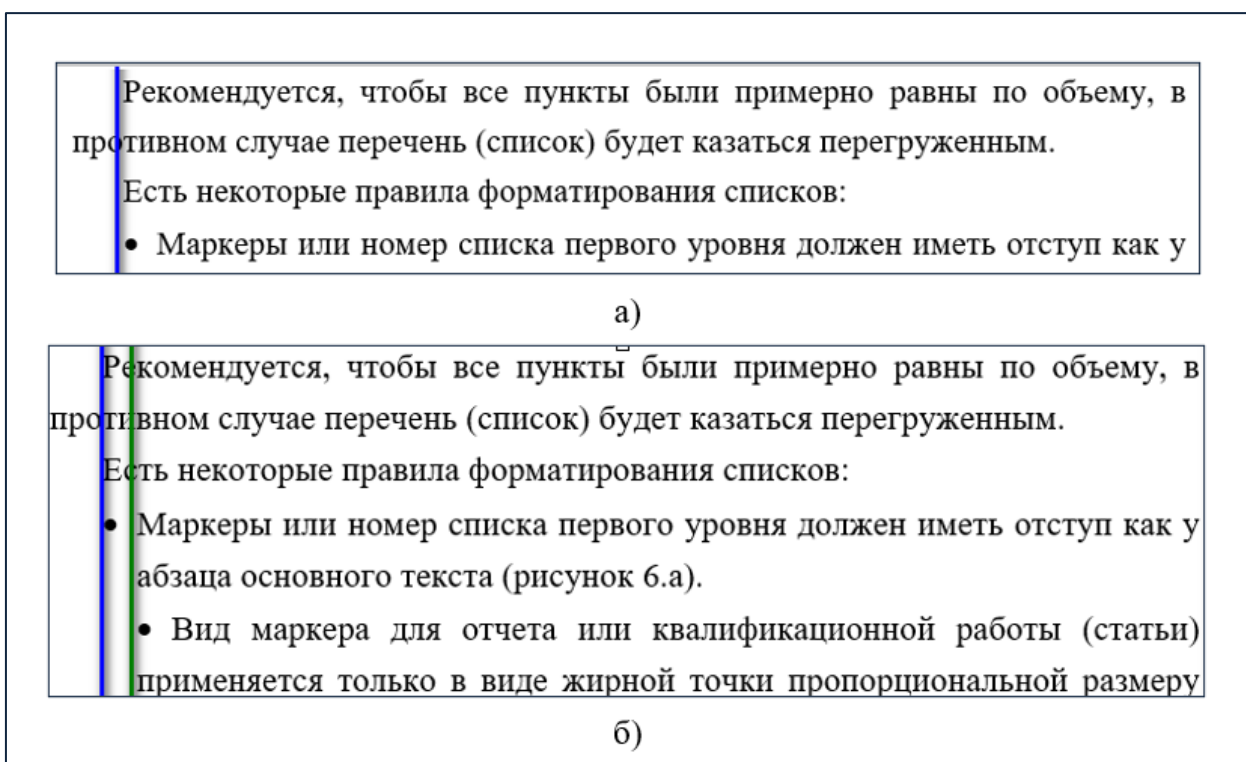 Рекомендуется, чтобы все пункты были примерно равны по объему, в
противном случае перечень (список) будет казаться перегруженным.
Есть некоторые правила форматирования списков:
• Маркеры или номер списка первого уровня должен иметь отступ как у
а)
Рекомендуется, чтобы все пункты были примерно равны по объему, в
противном случае перечень (список) будет казаться перегруженным.
Есть некоторые правила форматирования списков:
• Маркеры или номер списка первого уровня должен иметь отступ как у
абзаца основного текста (рисунок 6.а).
• Вид маркера для отчета или квалификационной работы (статьи)
применяется только в виде жирной точки пропорциональной размеру
б)